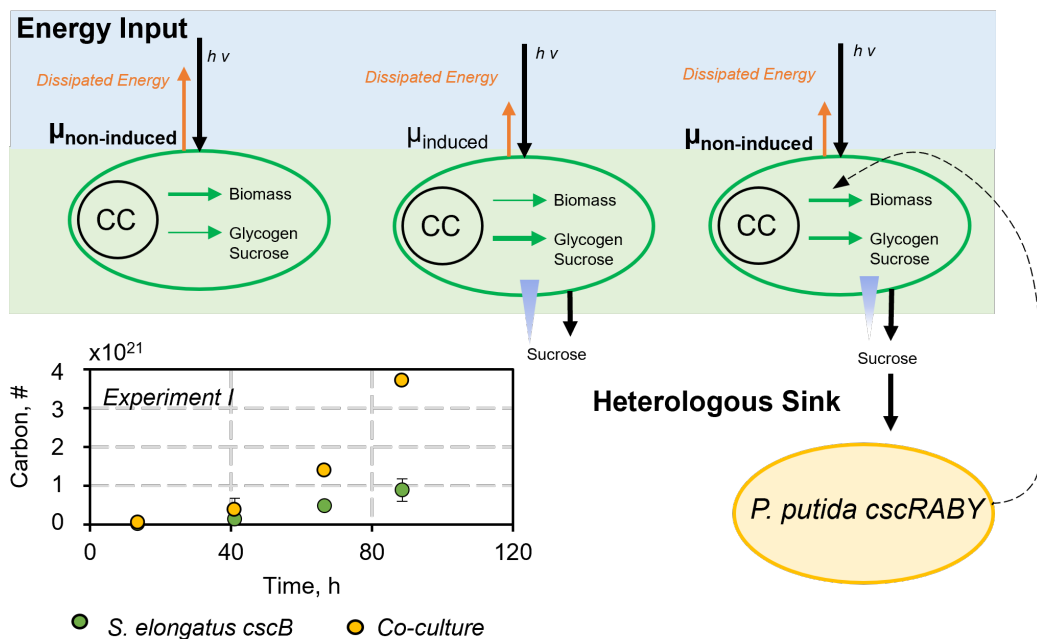 Energy Input
h v
h v
h v
Dissipated Energy
Dissipated Energy
Dissipated Energy
μnon-induced
μinduced
μnon-induced
CC
Biomass
Glycogen
Sucrose
CC
Biomass
Glycogen
Sucrose
CC
Biomass
Glycogen
Sucrose
Sucrose
Sucrose
Heterologous Sink
P. putida cscRABY
x10²¹
Experiment I
Carbon, #
4
3
2
1
0
0 40 80 120
Time, h
S. elongatus cscB
Co-culture